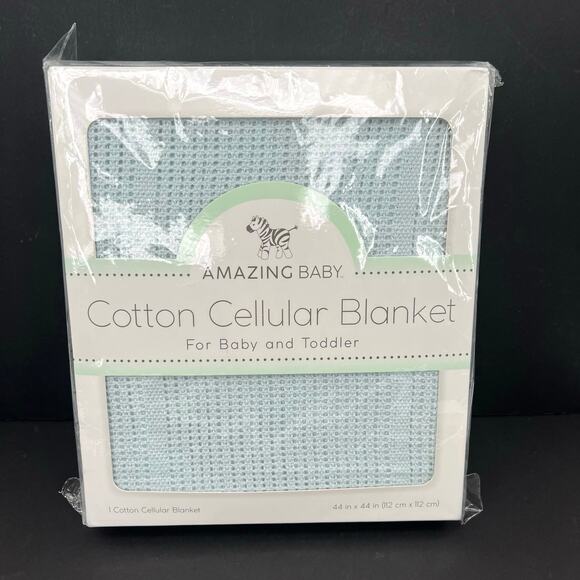 AMAZING BABY.
Cotton Cellular Blanket
For Baby and Toddler
1 Cotton Cellular Blanket
44 in x 44 in (112 cm x 112 cm)